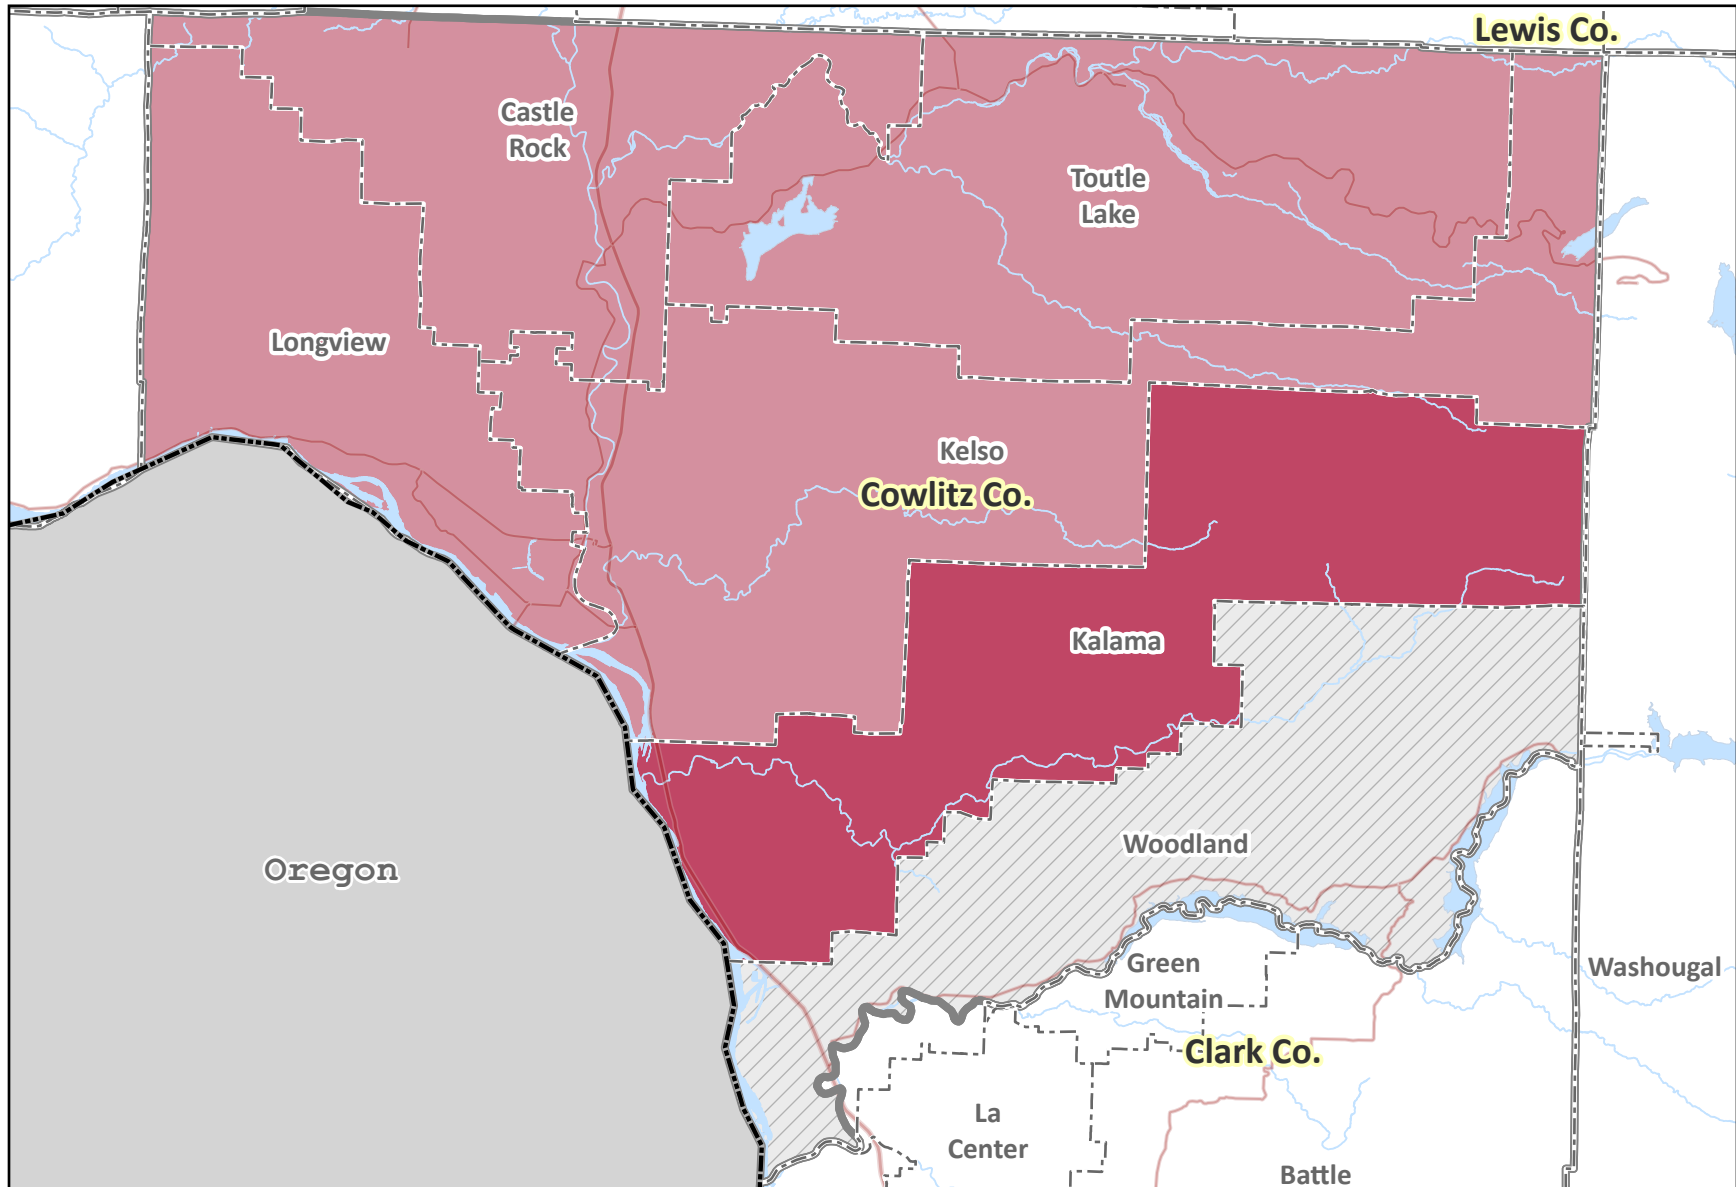 Lewis Co.
Castle
Rock
Toutle
Lake
Longview
Kelso
Cowlitz Co.
Kalama
Woodland
Oregon
Green
Mountain
Washougal
Clark Co.
La
Center
Battle